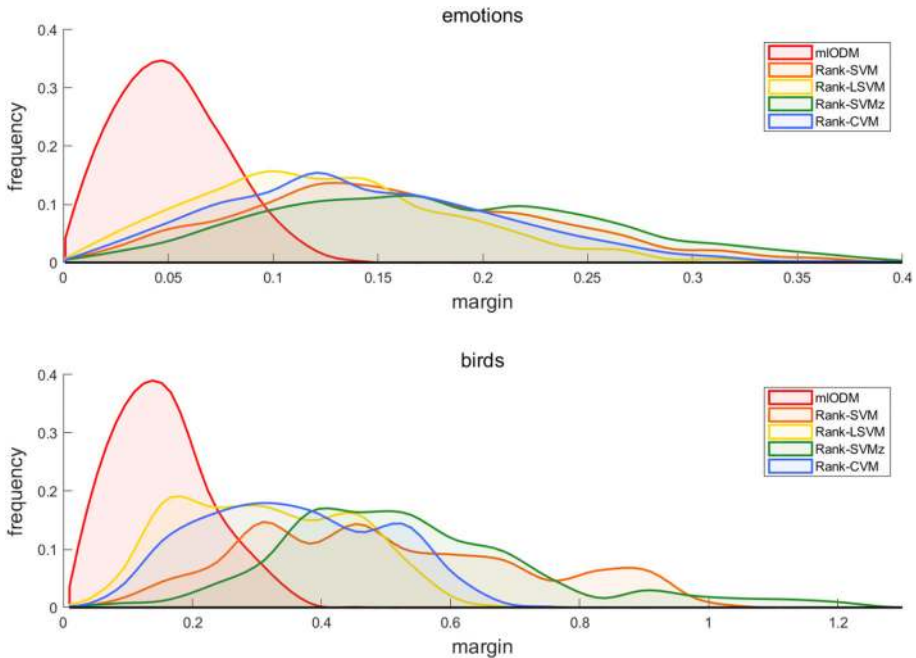 emotions
0.4
0.3
0.2
0.1
0
frequency
0 0.05 0.1 0.15 0.2 0.25 0.3 0.35 0.4
margin
mlODM
Rank-SVM
Rank-LSVM
Rank-SVMz
Rank-CVM
birds
0.4
0.3
0.2
0.1
0
frequency
0 0.2 0.4 0.6 0.8 1 1.2
margin
mlODM
Rank-SVM
Rank-LSVM
Rank-SVMz
Rank-CVM